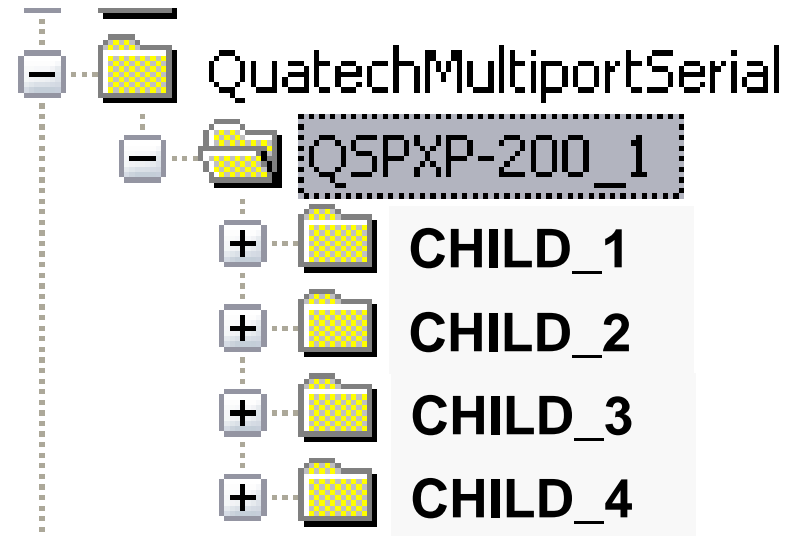 QuatechMultiportSerial
QSPXP-200_1
CHILD_1
CHILD_2
CHILD_3
CHILD_4